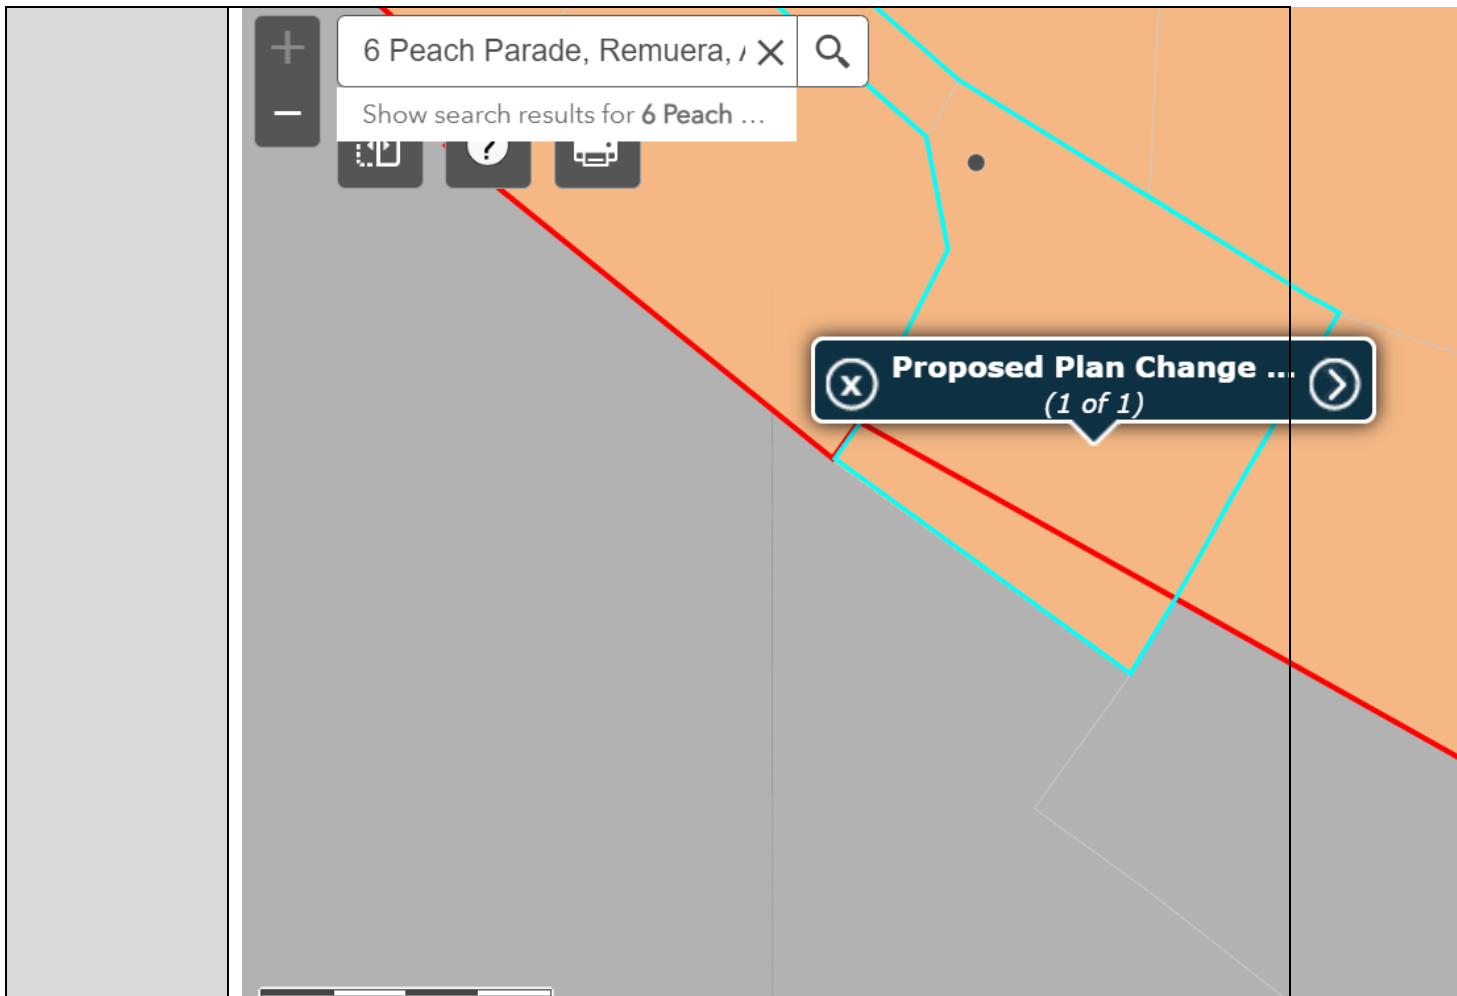 6 Peach Parade, Remuera,
Show search results for 6 Peach ...
Proposed Plan Change ...
(1 of 1)